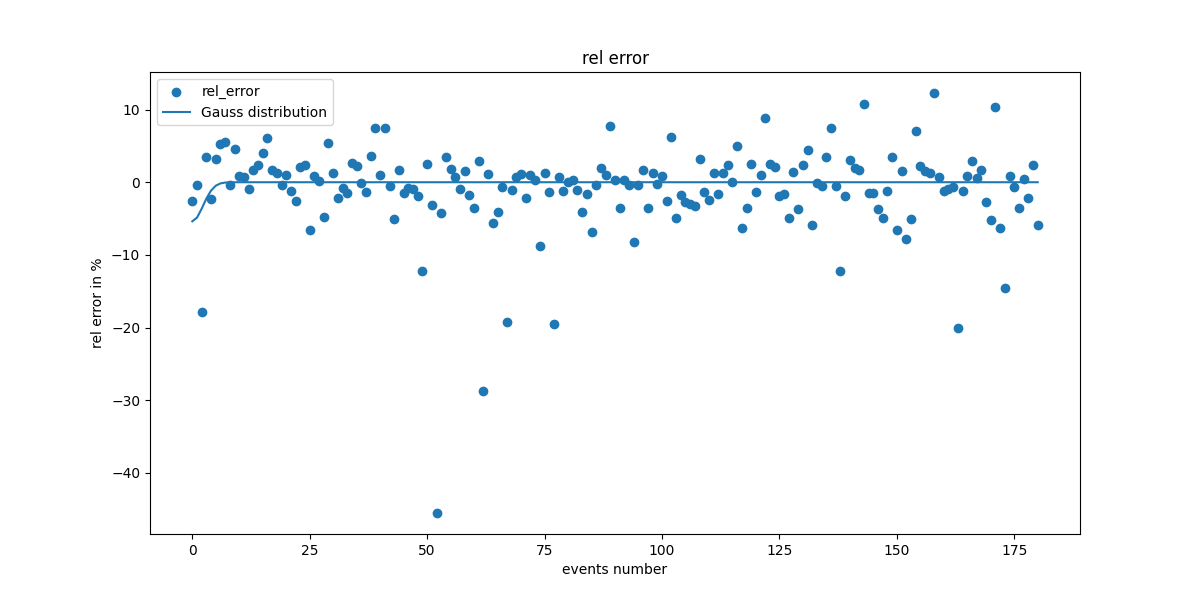 rel error
rel_error
Gauss distribution
10
0
−10
−20
−30
−40
rel error in %
0 25 50 75 100 125 150 175
events number